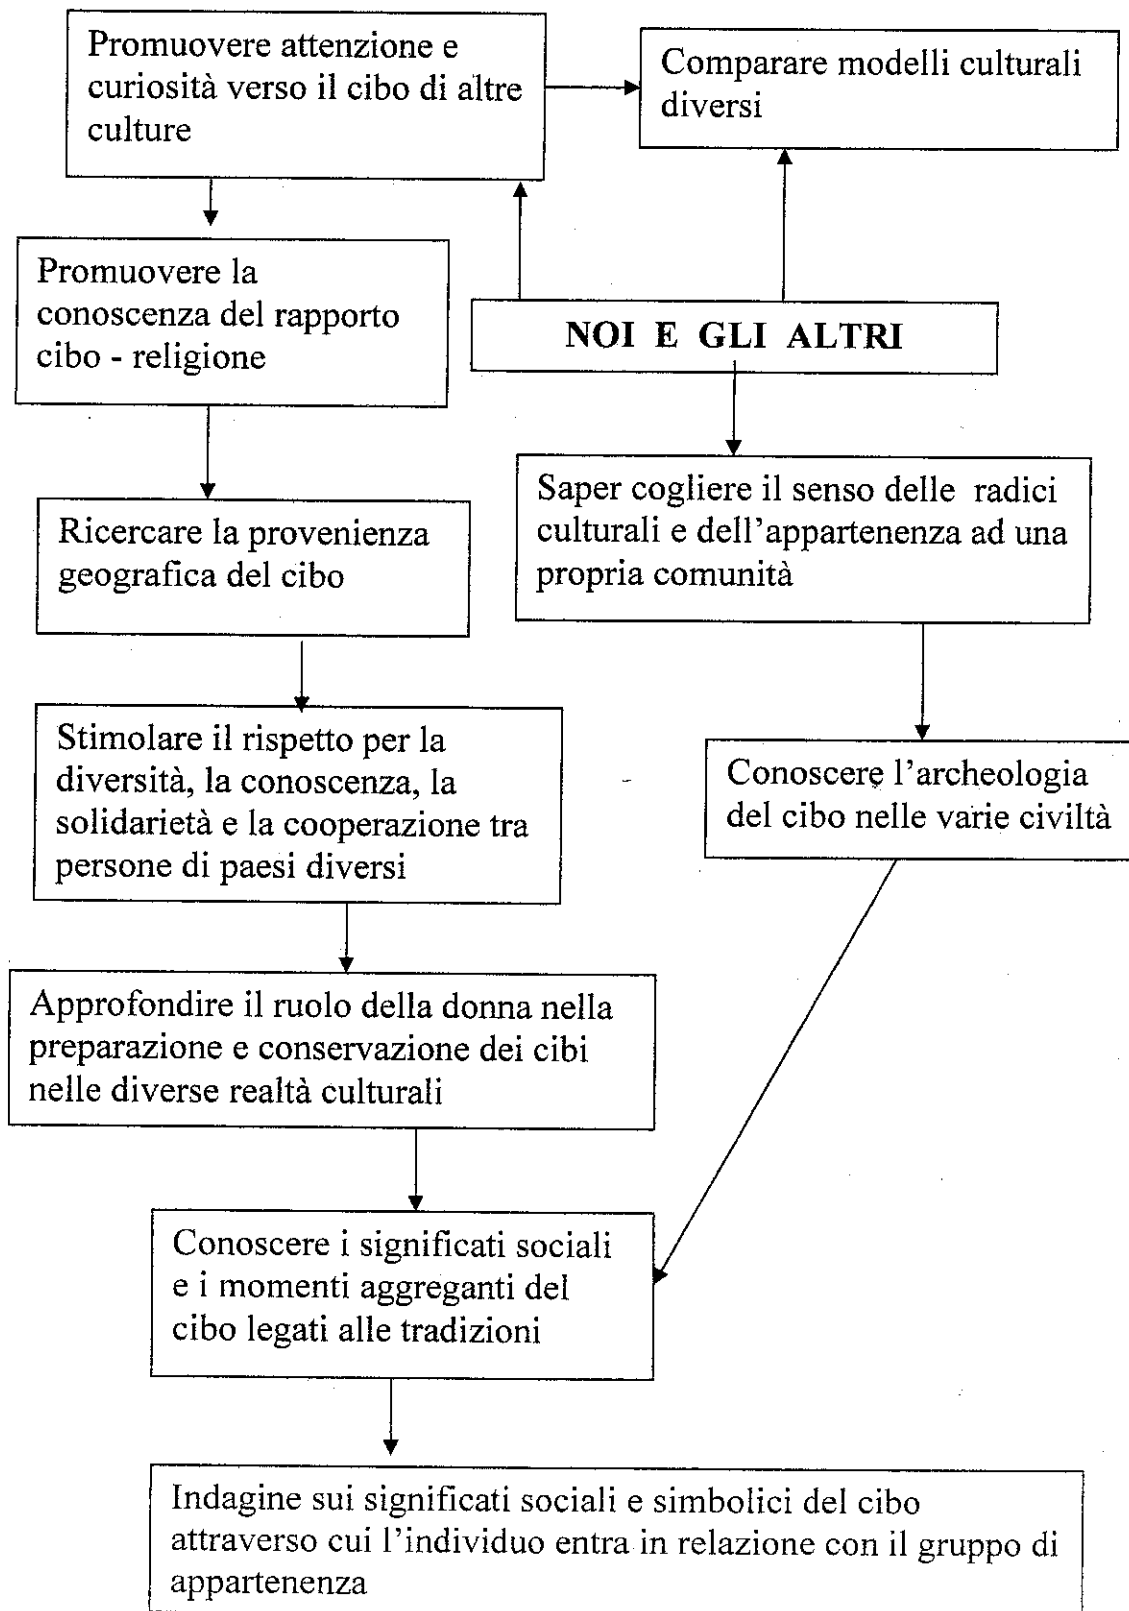 Promuovere attenzione e
curiosità verso il cibo di altre
culture
Comparare modelli culturali
diversi
Promuovere la
conoscenza del rapporto
cibo - religione
NOI E GLI ALTRI
Ricercare la provenienza
geografica del cibo
Saper cogliere il senso delle radici
culturali e dell'appartenenza ad una
propria comunità
Stimolare il rispetto per la
diversità, la conoscenza, la
solidarietà e la cooperazione tra
persone di paesi diversi
Conoscere l'archeologia
del cibo nelle varie civiltà
Approfondire il ruolo della donna nella
preparazione e conservazione dei cibi
nelle diverse realtà culturali
Conoscere i significati sociali
e i momenti aggreganti del
cibo legati alle tradizioni
Indagine sui significati sociali e simbolici del cibo
attraverso cui l'individuo entra in relazione con il gruppo di
appartenenza